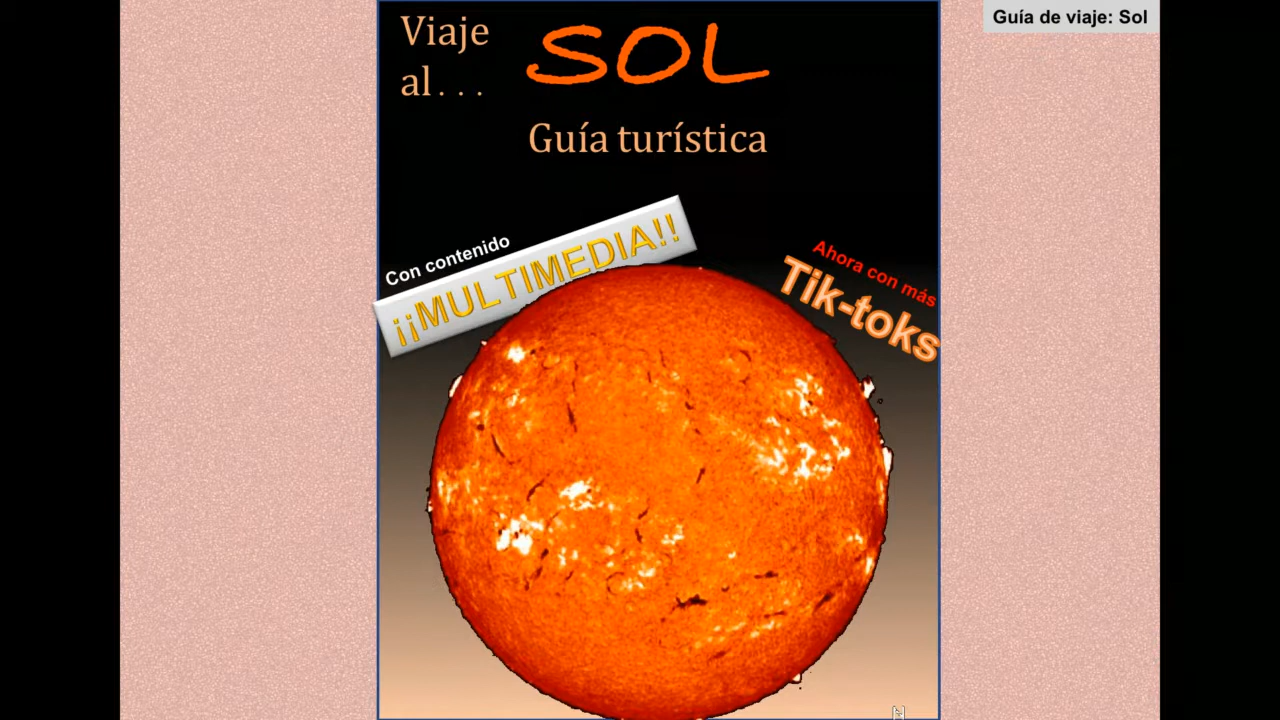 Guía de viaje: Sol
Viaje
al...
SOL
Guía turística
Con contenido
¡¡MULTIMEDIA!!
Ahora con más
Tik-toks